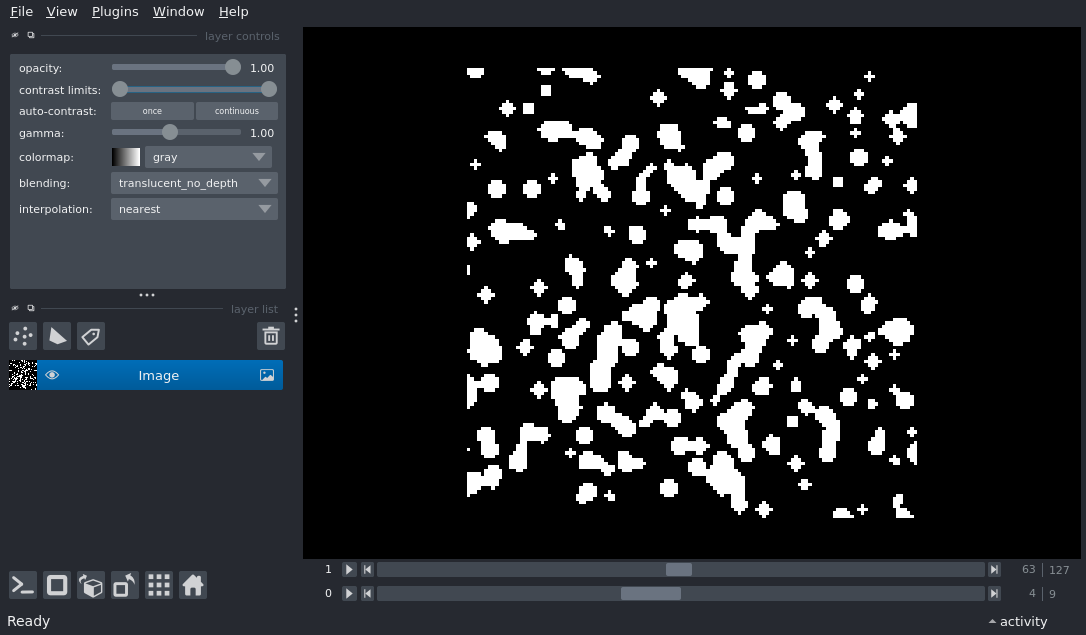 File View Plugins Window Help
layer controls
opacity: 1.00
contrast limits:
auto-contrast: once continuous
gamma: 1.00
colormap: gray
blending: translucent_no_depth
interpolation: nearest
layer list
Image
1 63 127
0 4 9
Ready activity